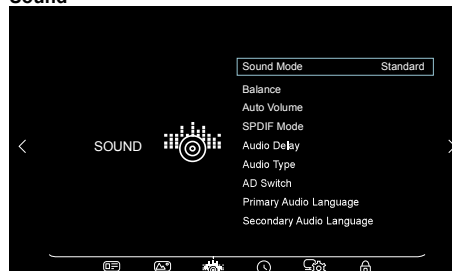 Sound
SOUND
Sound Mode Standard
Balance
Auto Volume
SPDIF Mode
Audio Delay
Audio Type
AD Switch
Primary Audio Language
Secondary Audio Language